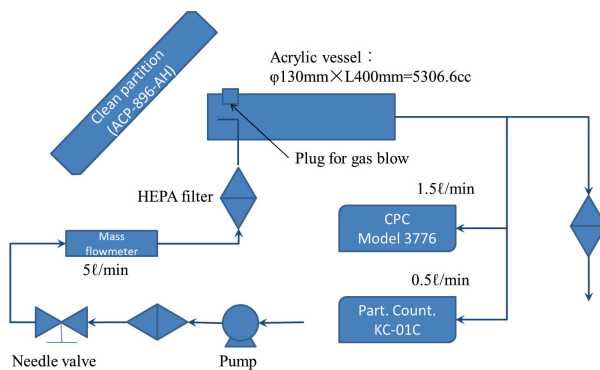 Clean partition
(ACP-896-AH)
Acrylic vessel：
φ130mm×L400mm=5306.6cc
Plug for gas blow
HEPA filter
1.5ℓ/min
CPC
Model 3776
Mass
flowmeter
5ℓ/min
0.5ℓ/min
Part. Count.
KC-01C
Needle valve
Pump